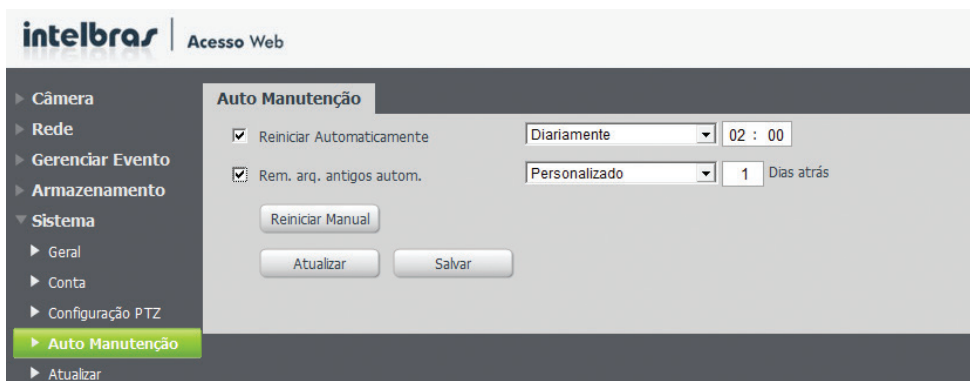 intelbras | Acesso Web
Câmera
Rede
Gerenciar Evento
Armazenamento
Sistema
Geral
Conta
Configuração PTZ
Auto Manutenção
Atualizar
Auto Manutenção
Reiniciar Automaticamente Diariamente 02 : 00
Rem. arq. antigos autom. Personalizado 1 Dias atrás
Reiniciar Manual
Atualizar Salvar